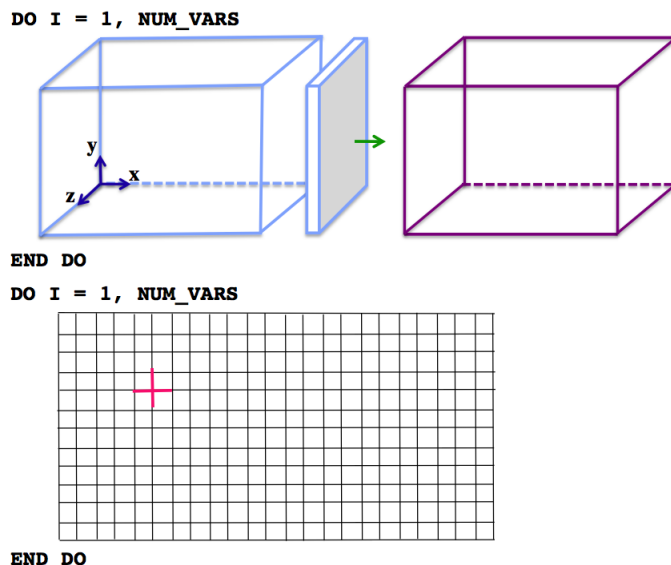 DO I = 1, NUM_VARS
y
x
z
END DO
DO I = 1, NUM_VARS
END DO